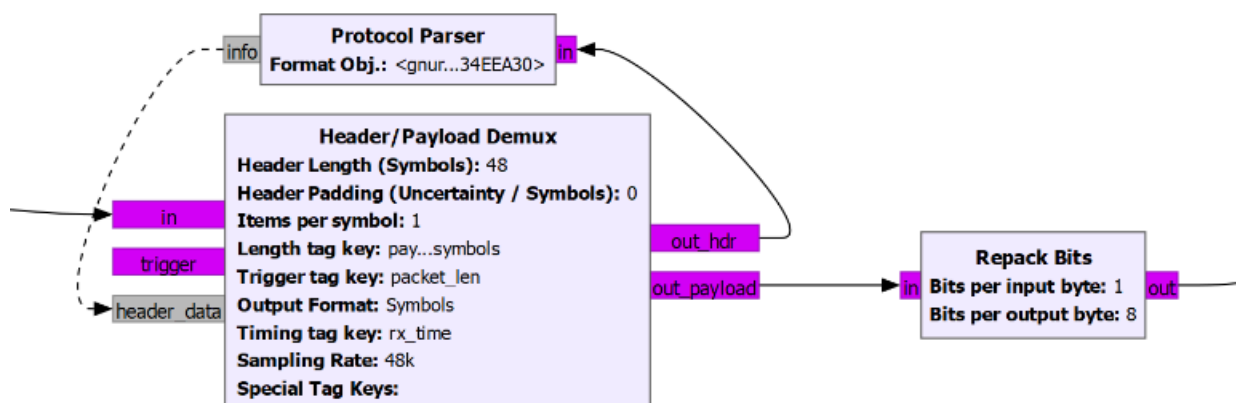 Protocol Parser
info
Format Obj.: <gnur...34EEA30>
in
Header/Payload Demux
Header Length (Symbols): 48
Header Padding (Uncertainty / Symbols): 0
in
Items per symbol: 1
Length tag key: pay...symbols
out_hdr
trigger
Trigger tag key: packet_len
out_payload
header_data
Output Format: Symbols
Timing tag key: rx_time
Sampling Rate: 48k
Special Tag Keys:
Repack Bits
in
Bits per input byte: 1
out
Bits per output byte: 8